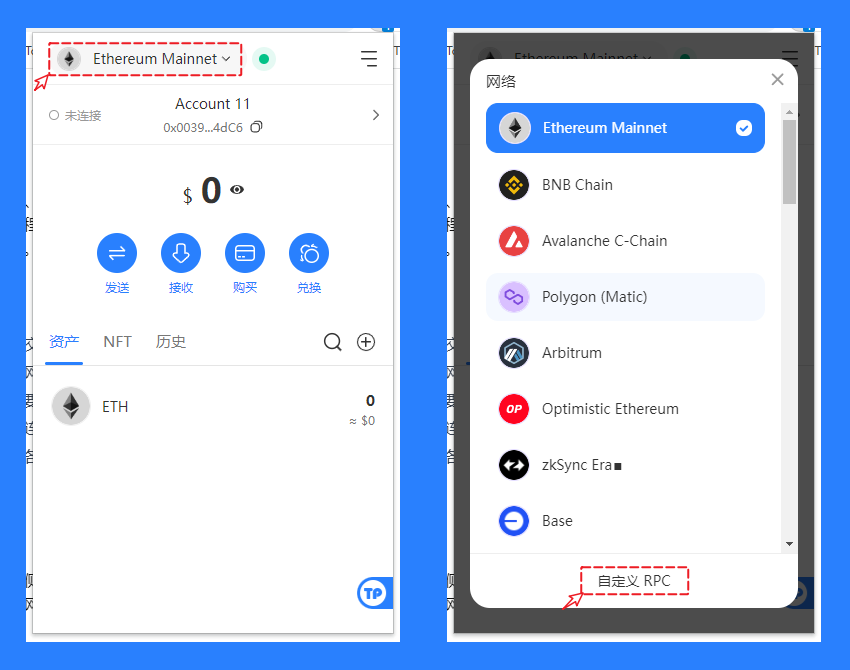 Ethereum Mainnet
Account 11
未连接
0x0039...4dC6
$ 0
发送
接收
购买
兑换
资产
NFT
历史
ETH
0
≈ $0
TP
网络
Ethereum Mainnet
BNB Chain
Avalanche C-Chain
Polygon (Matic)
Arbitrum
OP
Optimistic Ethereum
zkSync Era∎
Base
自定义 RPC